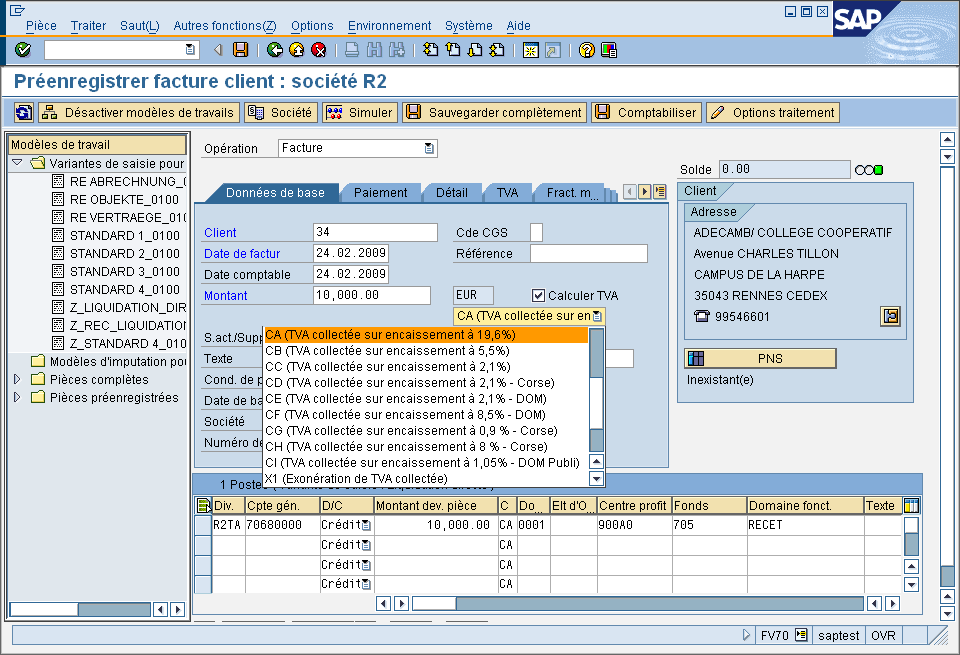 Pièce Traiter Saut(L) Autres fonctions(Z) Options Environnement Système Aide
SAP
Préenregistrer facture client : société R2
Désactiver modèles de travails Société Simuler Sauvegarder complètement Comptabiliser Options traitement
Modèles de travail
Variantes de saisie pour
RE ABRECHNUNG_0
RE OBJEKTE_0100
RE VERTRAEGE_010
STANDARD 1_0100
STANDARD 2_0100
STANDARD 3_0100
STANDARD 4_0100
Z_LIQUIDATION_DIR
Z_REC_LIQUIDATION
Z_STANDARD 4_010
Modèles d'imputation pou
Pièces complètes
Pièces préenregistrées
Opération Facture
Solde 0.00
Données de base Paiement Détail TVA Fract. m...
Client 34 Cde CGS
Date de factur 24.02.2009 Référence
Date comptable 24.02.2009
Montant 10,000.00 EUR Calculer TVA
CA (TVA collectée sur en
S.act./Supp
Texte
Cond. de p
Date de ba
Société
Numéro de
CA (TVA collectée sur encaissement à 19,6%)
CB (TVA collectée sur encaissement à 5,5%)
CC (TVA collectée sur encaissement à 2,1%)
CD (TVA collectée sur encaissement à 2,1% - Corse)
CE (TVA collectée sur encaissement à 2,1% - DOM)
CF (TVA collectée sur encaissement à 8,5% - DOM)
CG (TVA collectée sur encaissement à 0,9 % - Corse)
CH (TVA collectée sur encaissement à 8 % - Corse)
CI (TVA collectée sur encaissement à 1,05% - DOM Publi)
X1 (Exonération de TVA collectée)
Client
Adresse
ADECAMB/ COLLEGE COOPERATIF
Avenue CHARLES TILLON
CAMPUS DE LA HARPE
35043 RENNES CEDEX
99546601
PNS
Inexistant(e)
1 Postes
Div. Cpte gén. D/C Montant dev. pièce C Do... Elt d'O... Centre profit Fonds Domaine fonct. Texte
R2TA 70680000 Crédit 10,000.00 CA 0001 900A0 705 RECET
Crédit CA
Crédit CA
Crédit CA
FV70 saptest OVR